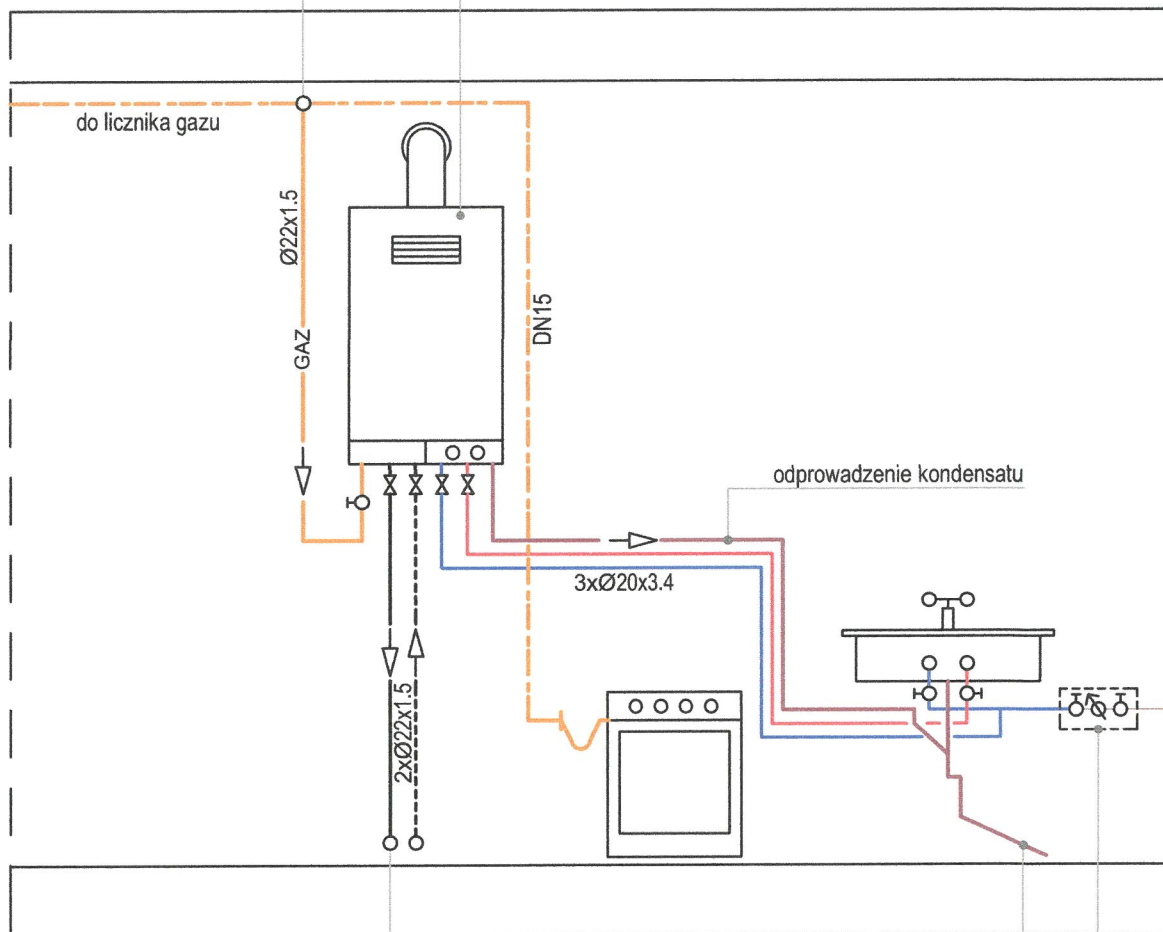 do licznika gazu
Ø22x1.5
GAZ
DN15
odprowadzenie kondensatu
3xØ20x3.4
2xØ22x1.5